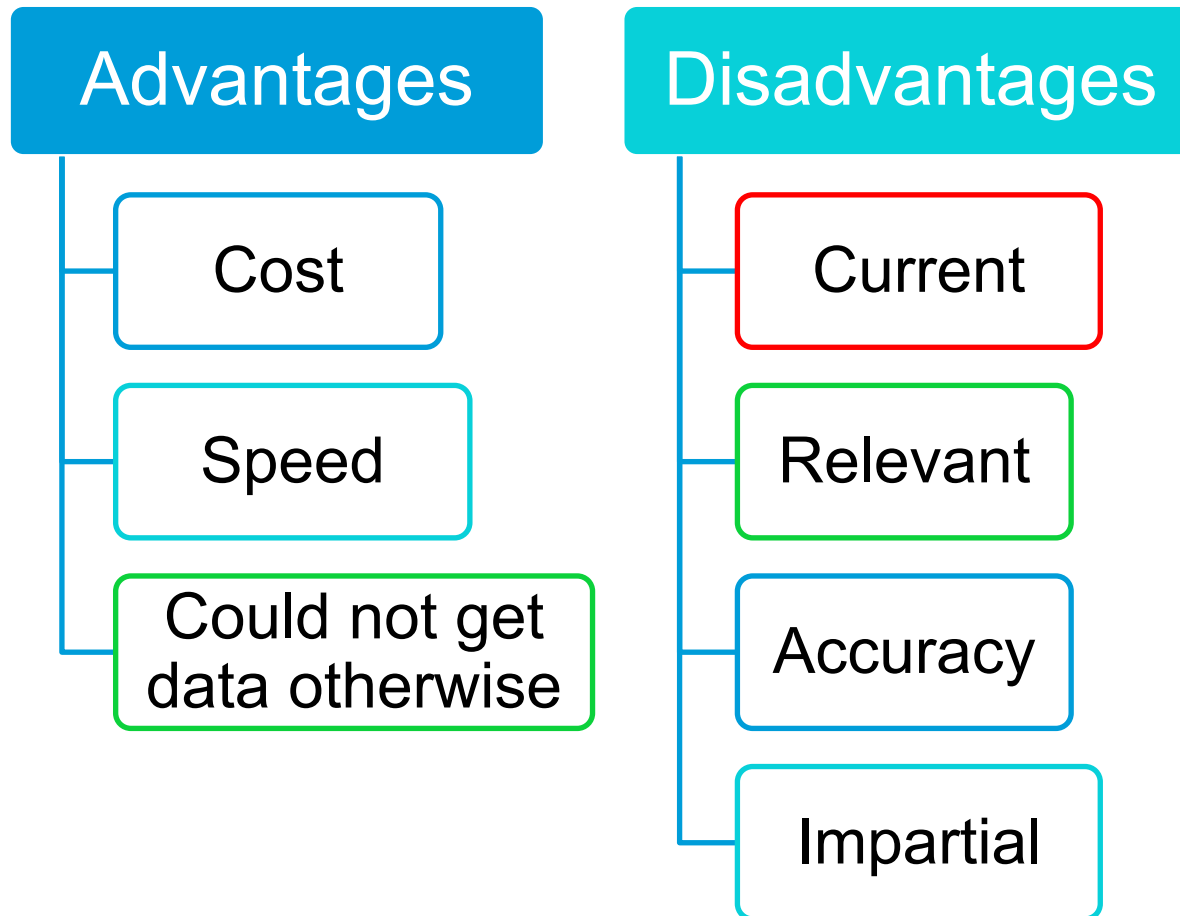 Advantages
Cost
Speed
Could not get
data otherwise
Disadvantages
Current
Relevant
Accuracy
Impartial